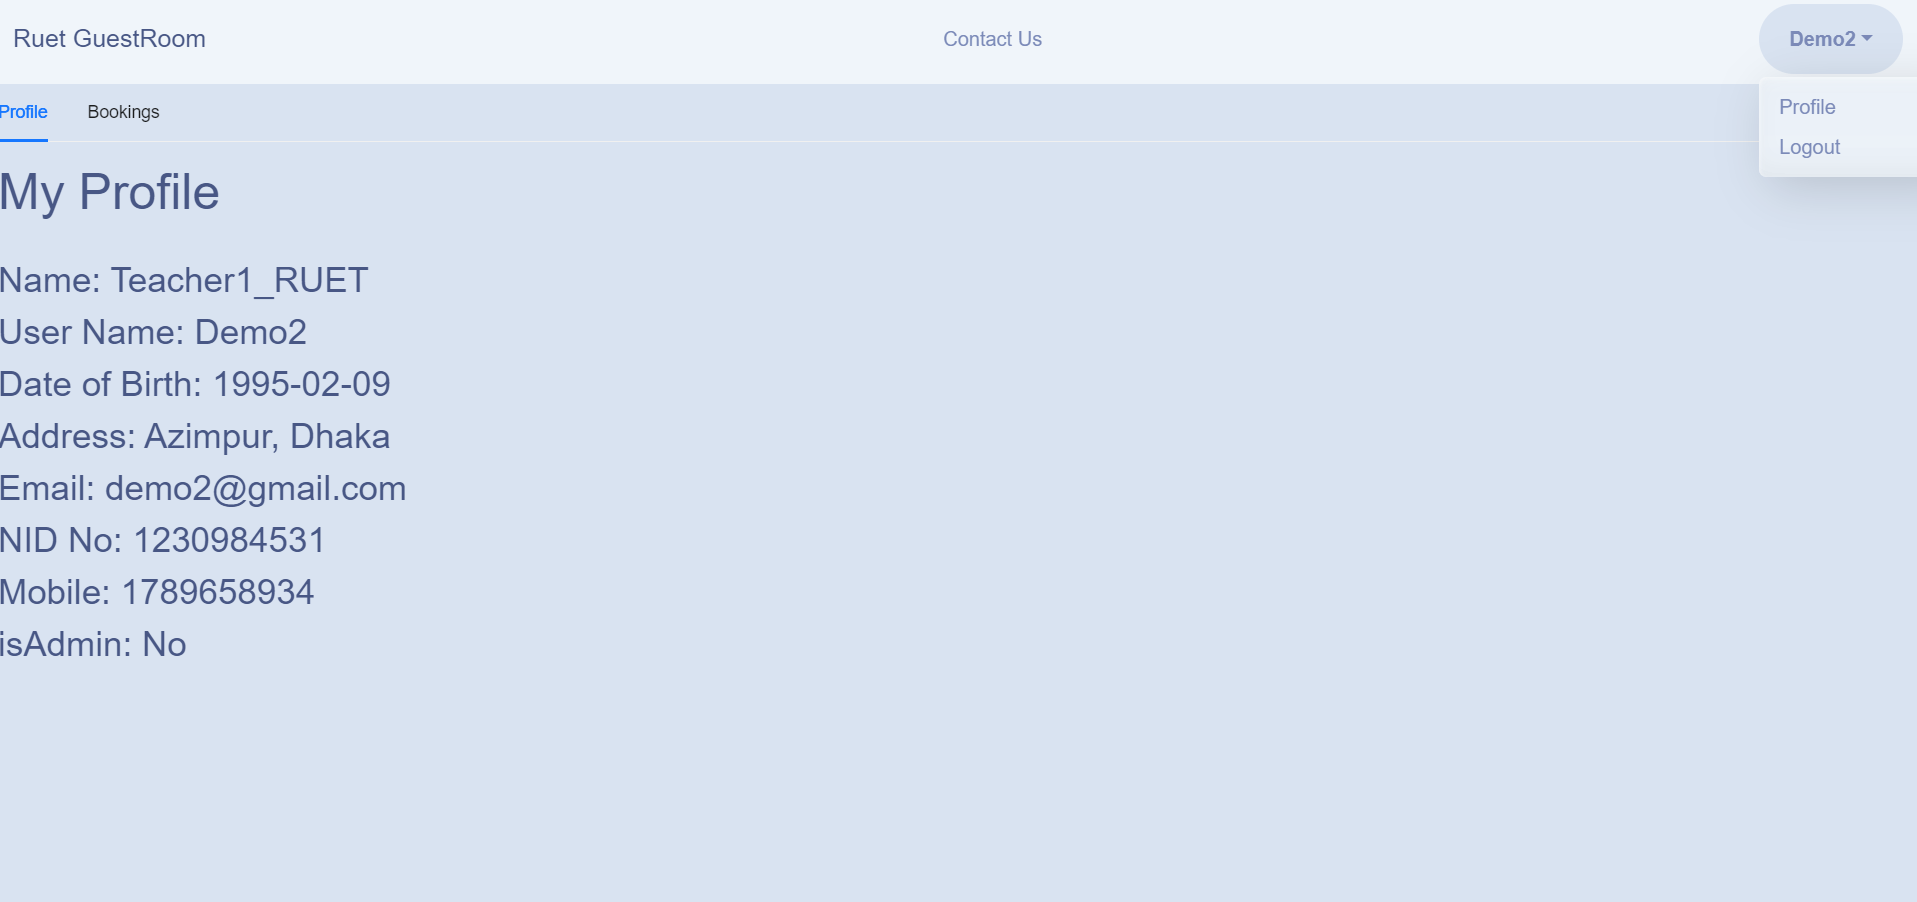 Ruet GuestRoom
Contact Us
Demo2
Profile
Logout
Profile
Bookings
My Profile
Name: Teacher1_RUET
User Name: Demo2
Date of Birth: 1995-02-09
Address: Azimpur, Dhaka
Email: demo2@gmail.com
NID No: 1230984531
Mobile: 1789658934
isAdmin: No